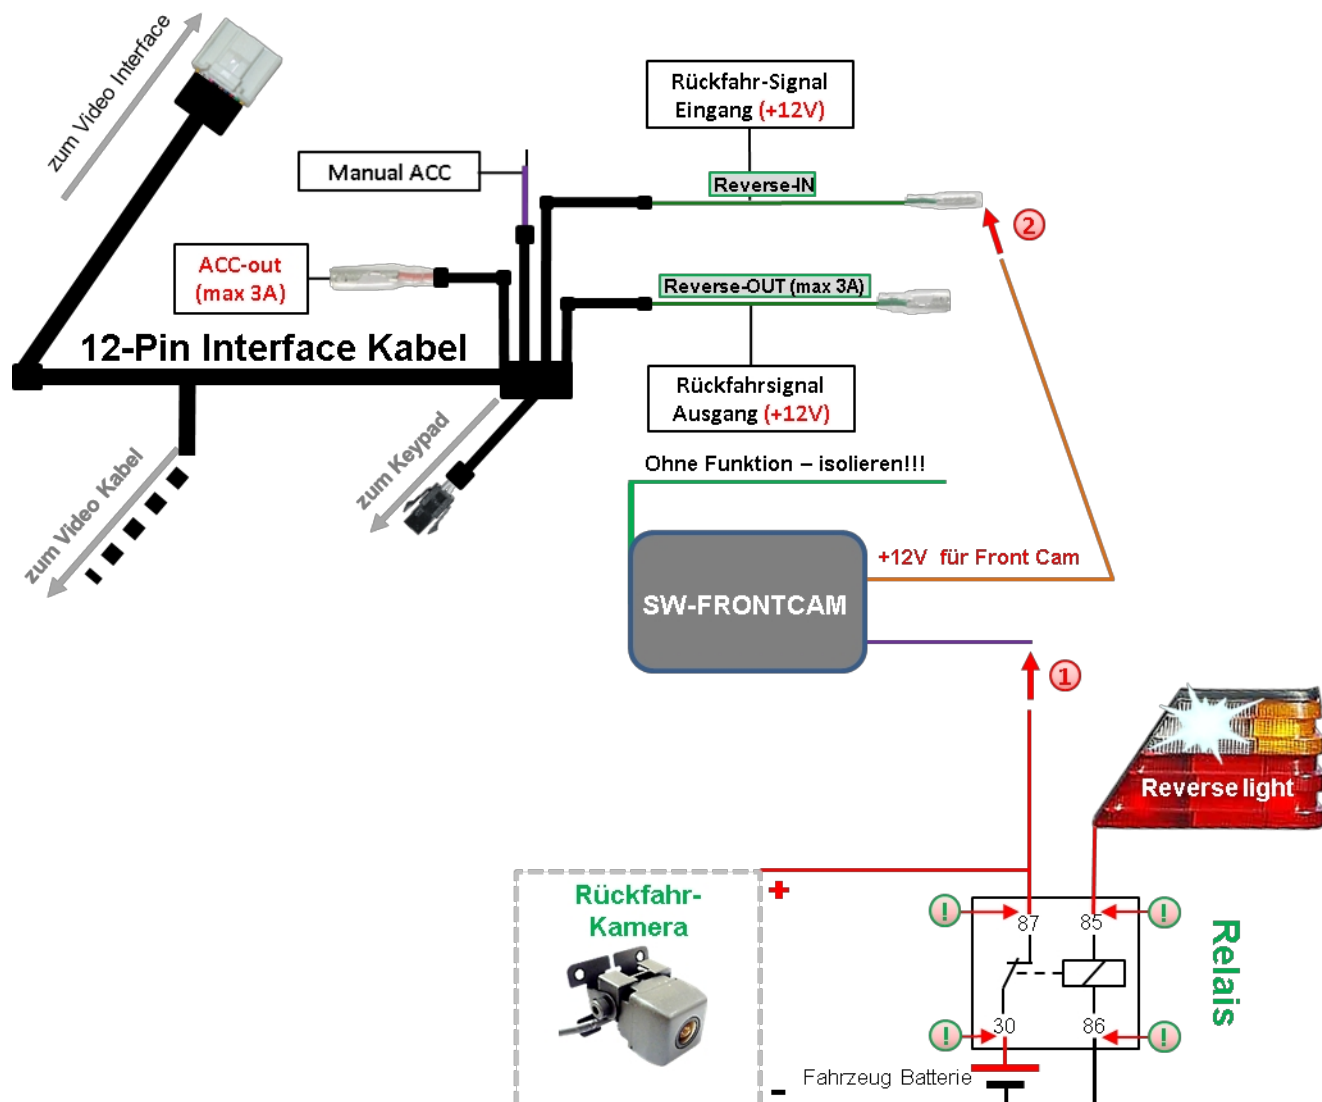 zum Video Interface
Rückfahr-Signal
Eingang (+12V)
Manual ACC
Reverse-IN
2
ACC-out
(max 3A)
Reverse-OUT (max 3A)
12-Pin Interface Kabel
Rückfahrsignal
Ausgang (+12V)
zum Video Kabel
zum Keypad
Ohne Funktion – isolieren!!!
+12V für Front Cam
SW-FRONTCAM
1
Reverse light
Rückfahr-
Kamera
+
! 87 85 !
Relais
! 30 86 !
Fahrzeug Batterie
-